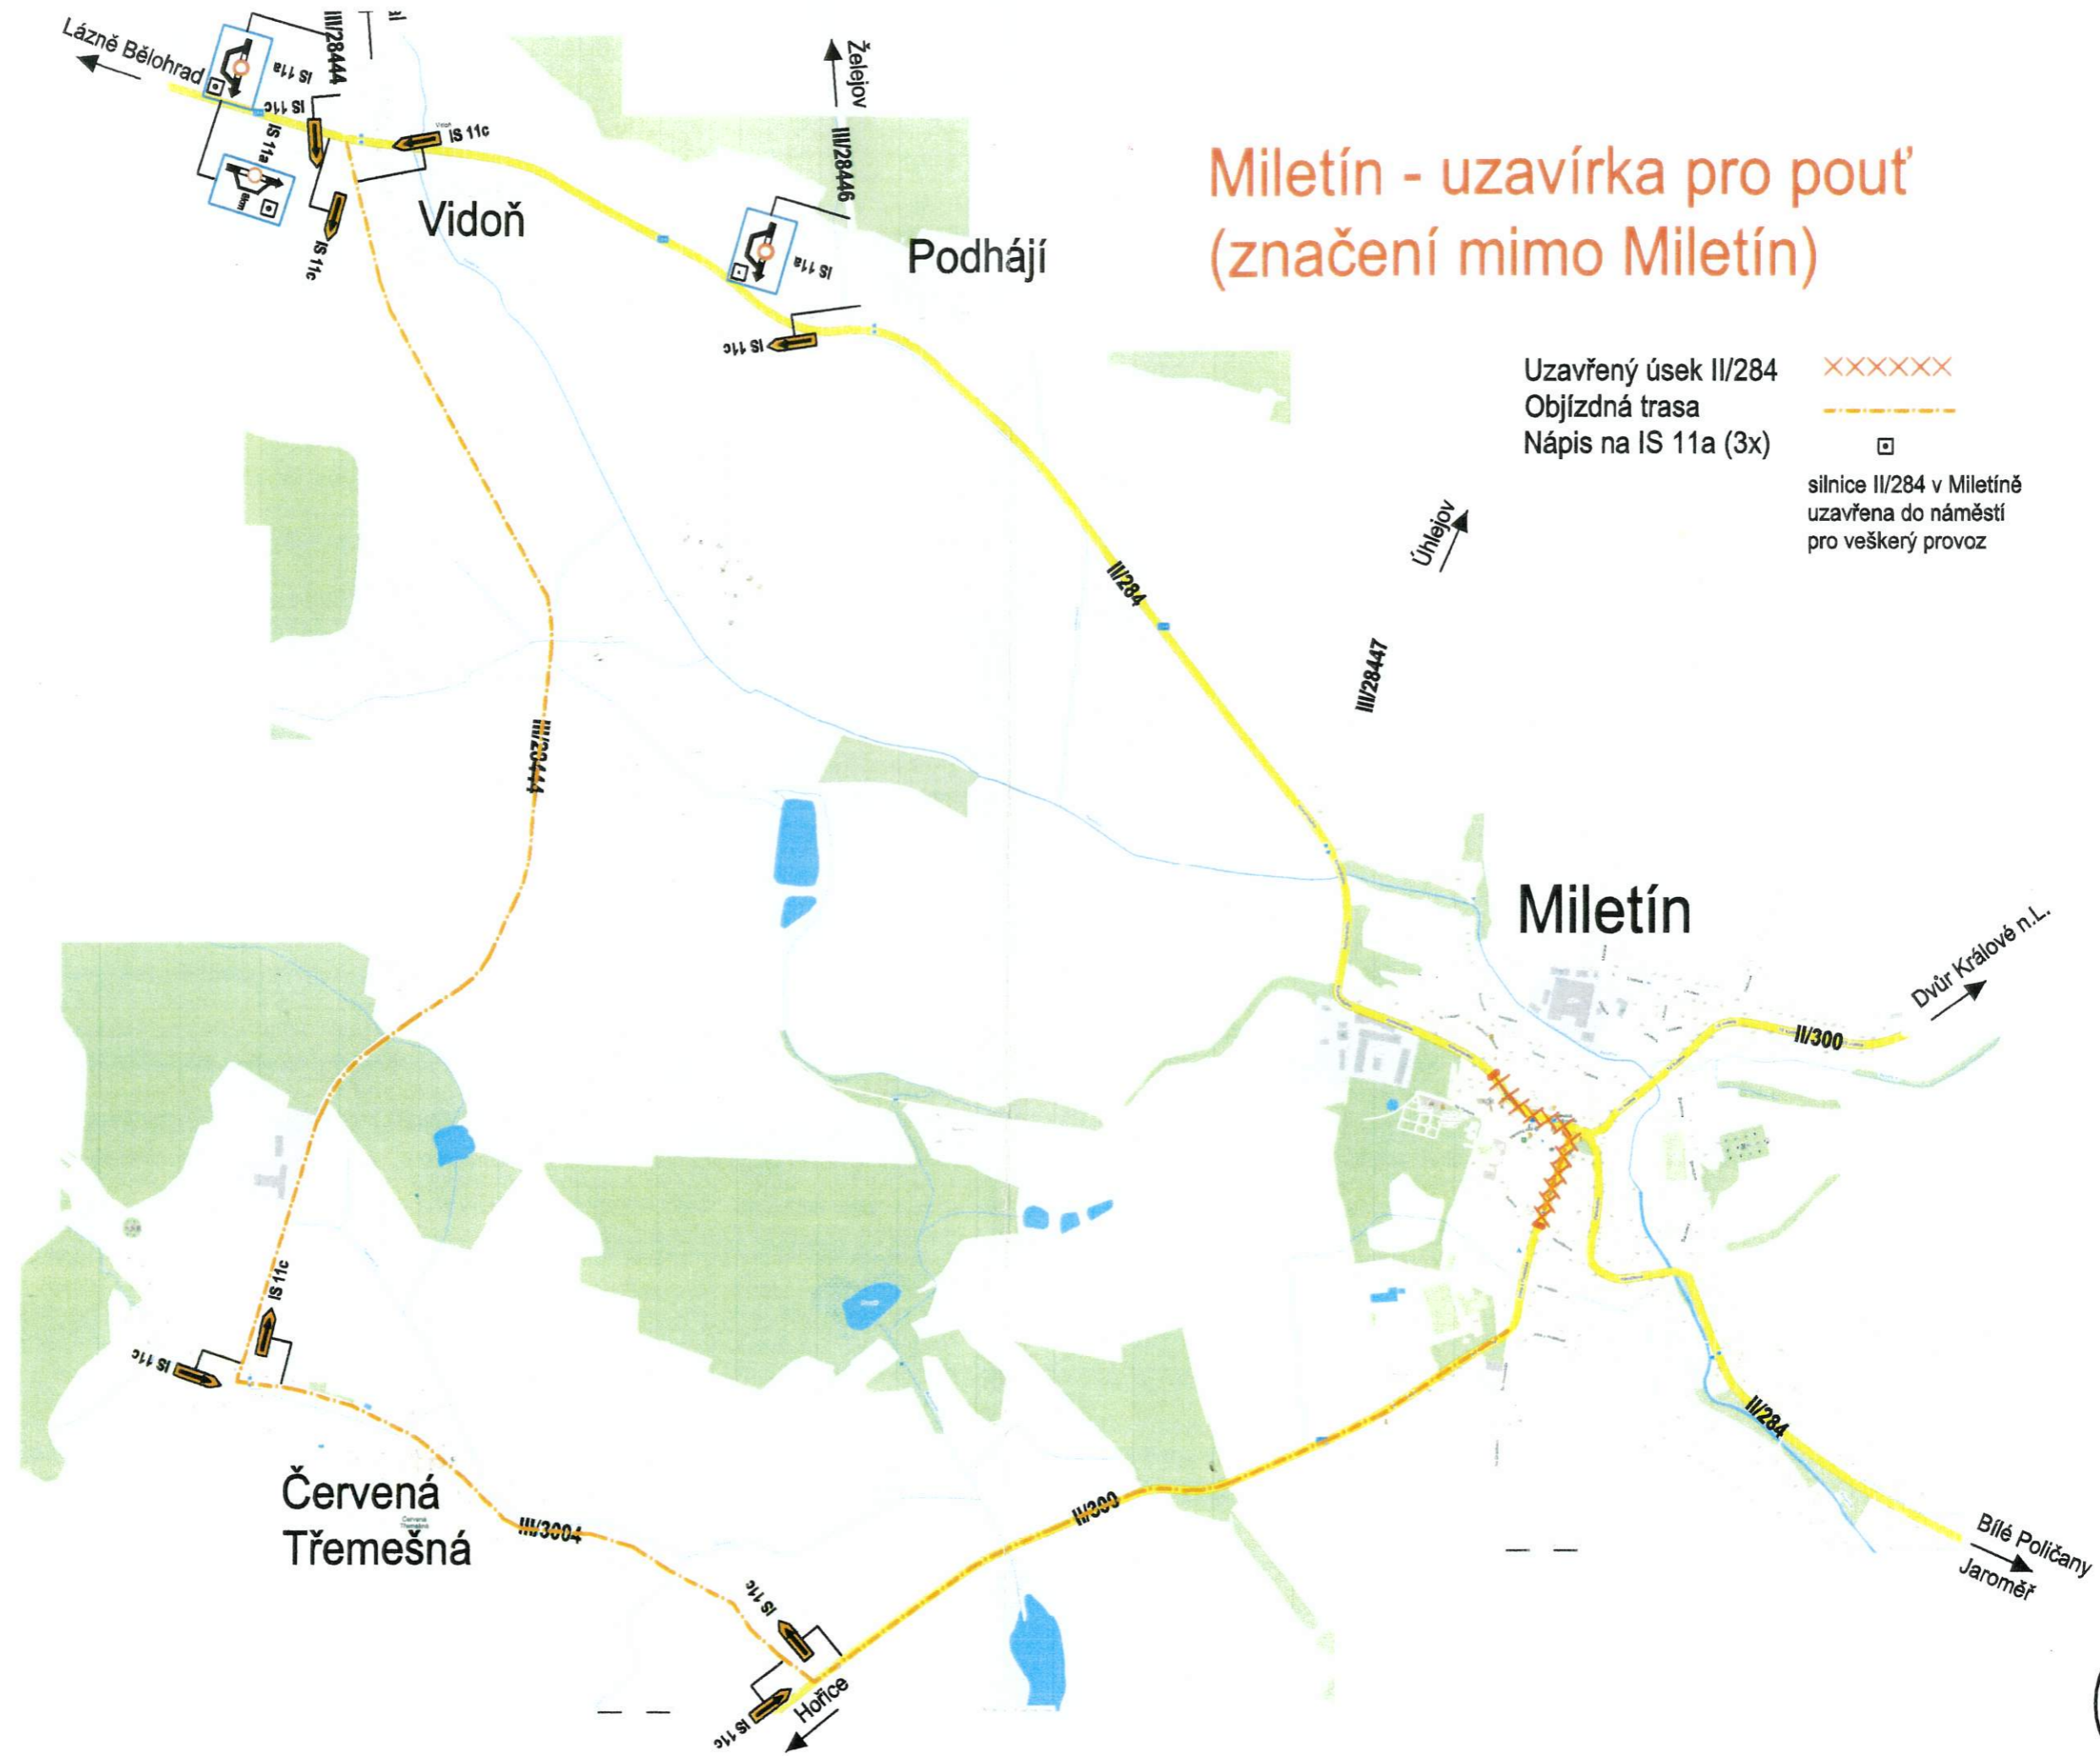 Lázně Bělohrad
IS 11a
III/28444
IS 11c
IS 11a
IS 11c
IS 11c
Vidoň
Želejov
III/28446
IS 11a
Podhájí
IS 11c
Miletín - uzavírka pro pouť
(značení mimo Miletín)
Uzavřený úsek II/284
Objízdná trasa
Nápis na IS 11a (3x)
silnice II/284 v Miletíně
uzavřena do náměstí
pro veškerý provoz
Úhlejov
II/284
III/28447
III/28444
Miletín
Dvůr Králové n.L.
II/300
IS 11c
IS 11c
II/284
Červená
Třemešná
Červená
Třemešná
III/3004
II/300
Bílé Poličany
Jaroměř
IS 11c
IS 11c
Hořice